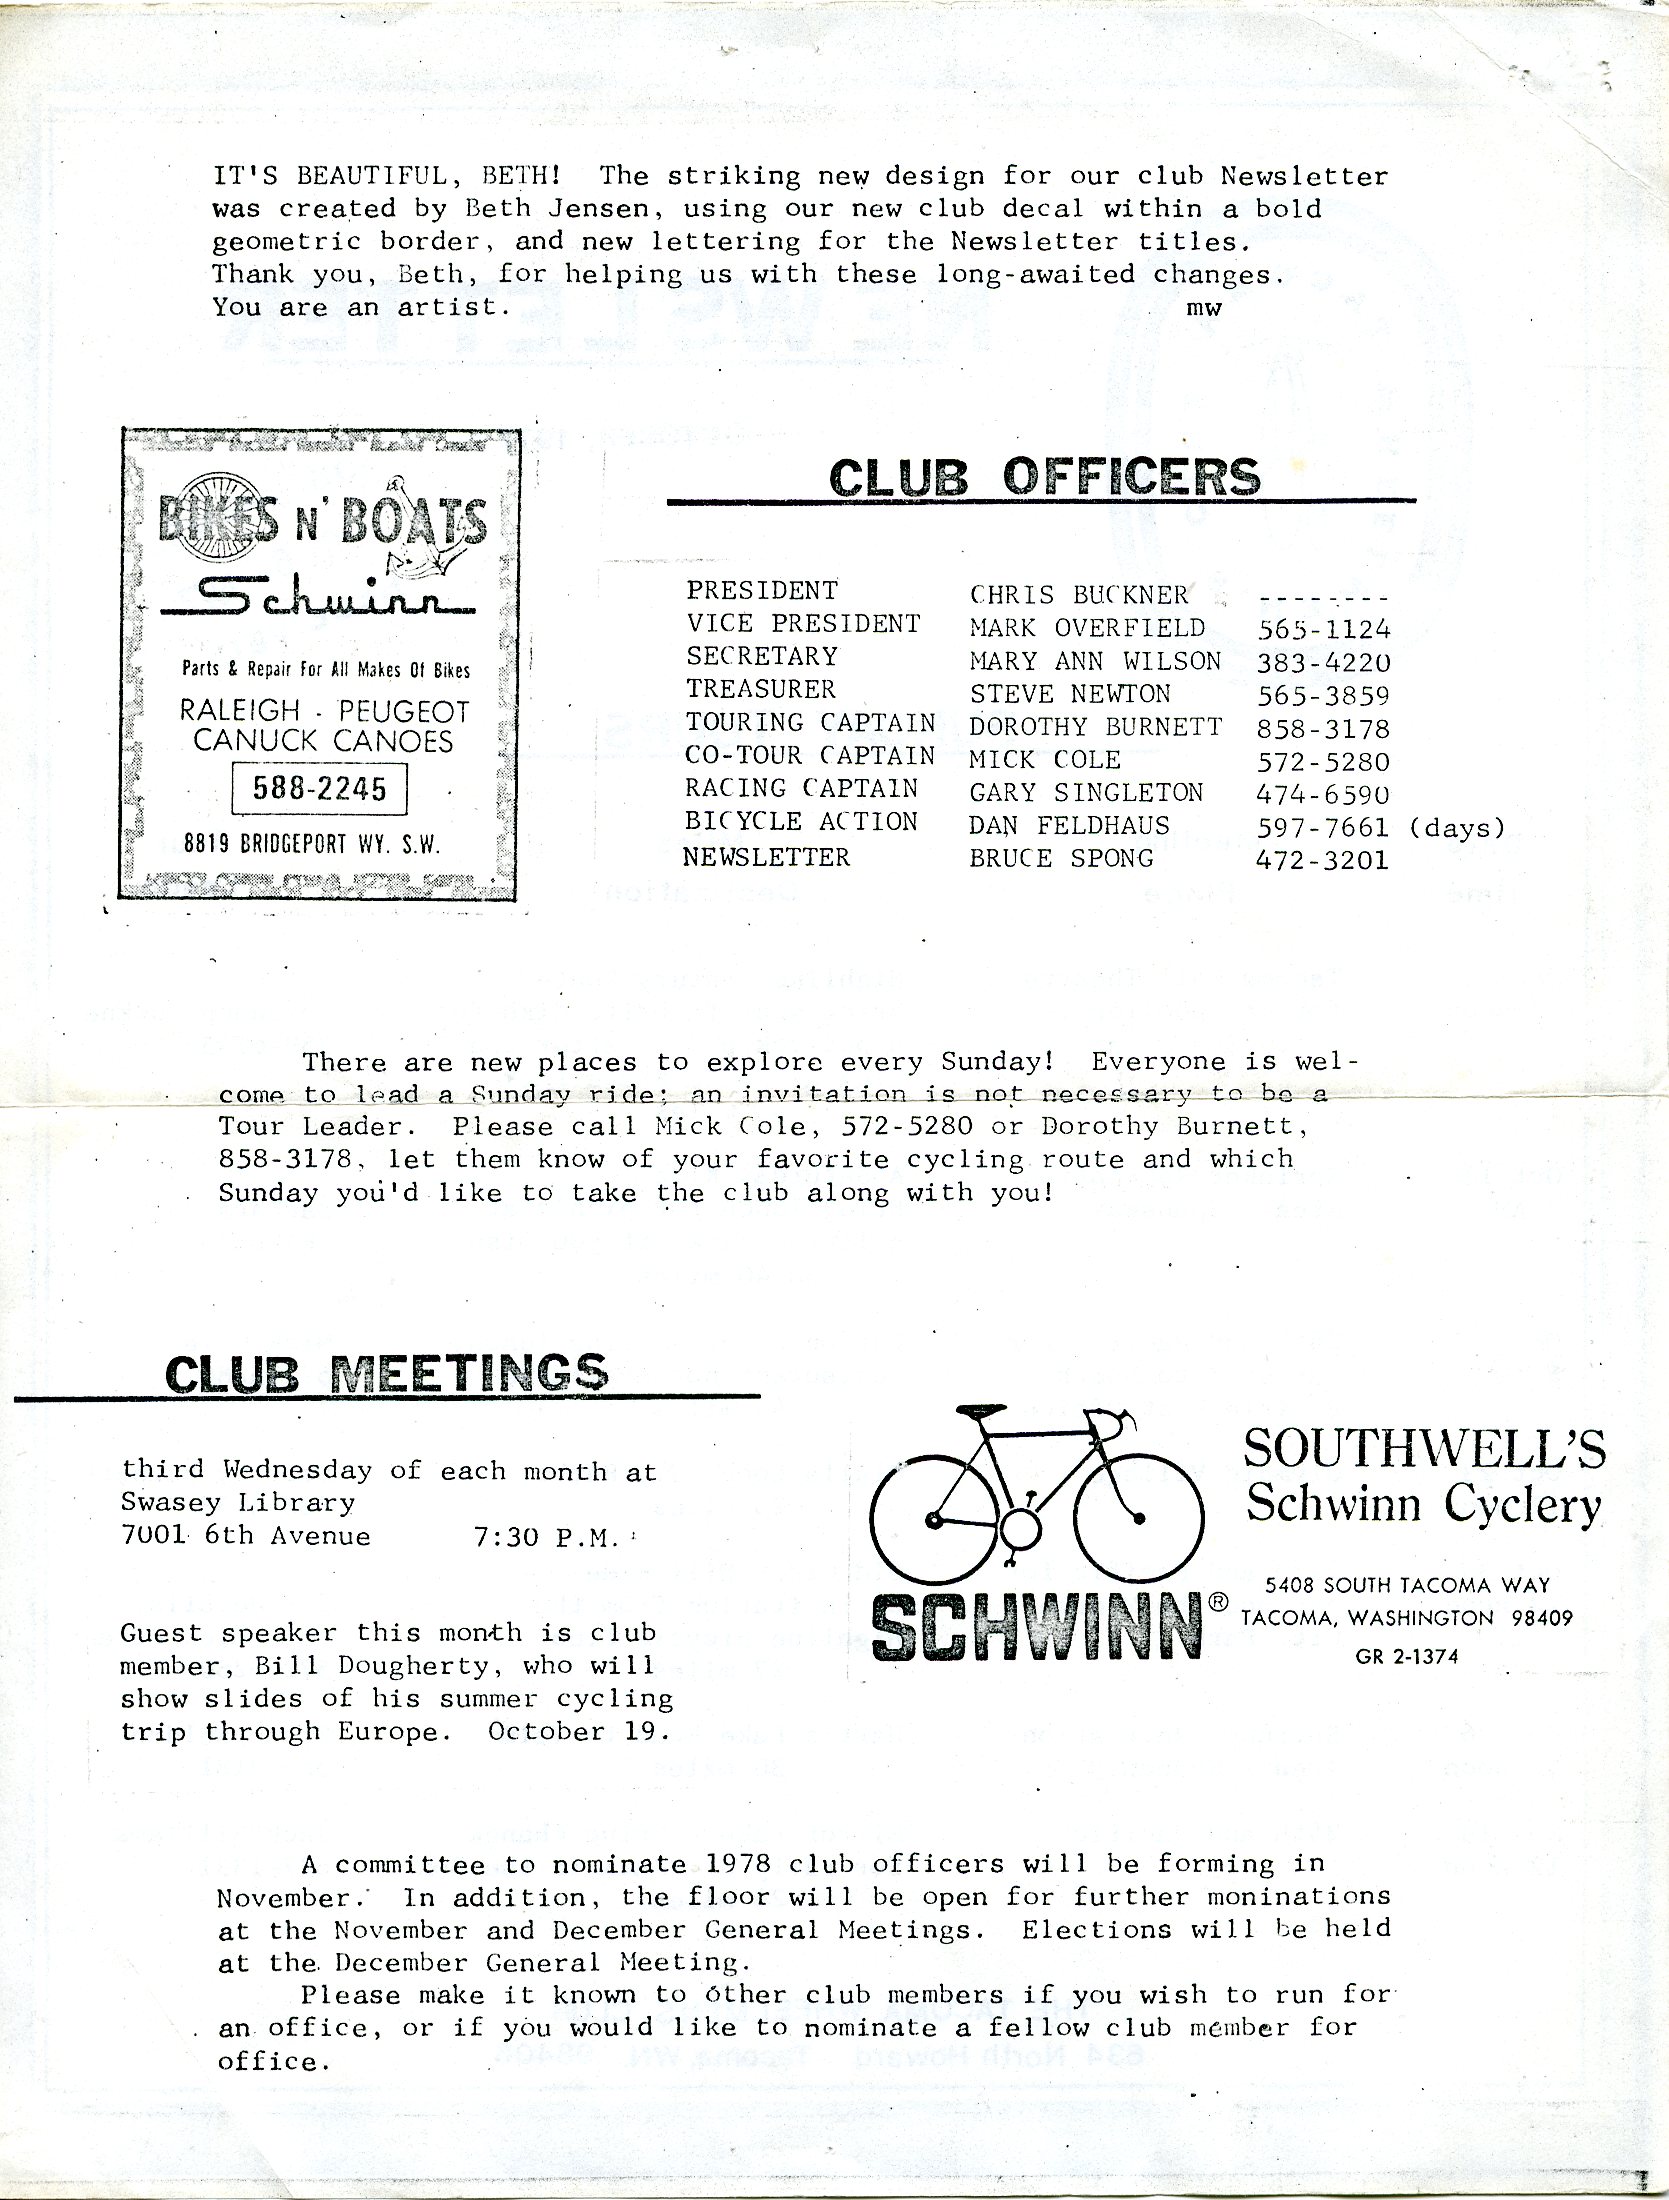 IT'S BEAUTIFUL, BETH!  The striking new design for our club Newsletter
was created by Beth Jensen, using our new club decal within a bold
geometric border, and new lettering for the Newsletter titles.
Thank you, Beth, for helping us with these long-awaited changes.
You are an artist.    mw
BIKES N' BOATS
Schwinn
Parts & Repair For All Makes Of Bikes
RALEIGH - PEUGEOT
CANUCK CANOES
588-2245
8819 BRIDGEPORT WY. S.W.
CLUB OFFICERS
PRESIDENT CHRIS BUCKNER --------
VICE PRESIDENT MARK OVERFIELD 565-1124
SECRETARY MARY ANN WILSON 383-4220
TREASURER STEVE NEWTON 565-3859
TOURING CAPTAIN DOROTHY BURNETT 858-3178
CO-TOUR CAPTAIN MICK COLE 572-5280
RACING CAPTAIN GARY SINGLETON 474-6590
BICYCLE ACTION DAN FELDHAUS 597-7661 (days)
NEWSLETTER BRUCE SPONG 472-3201
There are new places to explore every Sunday!  Everyone is wel-
come to lead a Sunday ride; an invitation is not necessary to be a
Tour Leader.  Please call Mick Cole, 572-5280 or Dorothy Burnett,
858-3178, let them know of your favorite cycling route and which
Sunday you'd like to take the club along with you!
CLUB MEETINGS
third Wednesday of each month at
Swasey Library
7001 6th Avenue    7:30 P.M.
Guest speaker this month is club
member, Bill Dougherty, who will
show slides of his summer cycling
trip through Europe.  October 19.
SCHWINN®
SOUTHWELL'S
Schwinn Cyclery
5408 SOUTH TACOMA WAY
TACOMA, WASHINGTON 98409
GR 2-1374
A committee to nominate 1978 club officers will be forming in
November.  In addition, the floor will be open for further moninations
at the November and December General Meetings.  Elections will be held
at the December General Meeting.
Please make it known to other club members if you wish to run for
an office, or if you would like to nominate a fellow club member for
office.